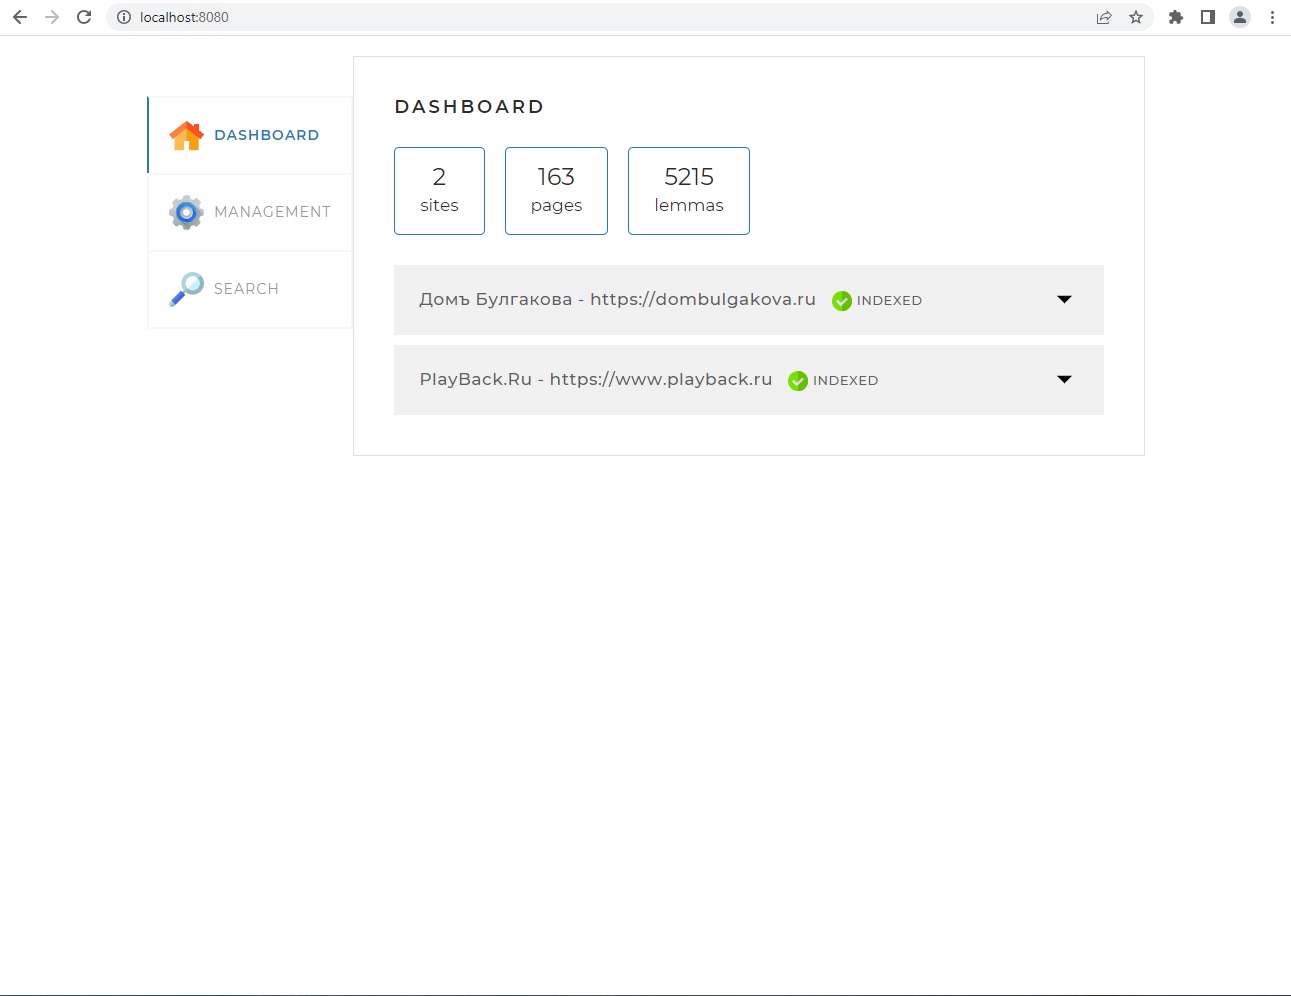 localhost:8080
DASHBOARD
MANAGEMENT
SEARCH
DASHBOARD
2
sites
163
pages
5215
lemmas
Домъ Булгакова - https://dombulgakova.ru INDEXED
PlayBack.Ru - https://www.playback.ru INDEXED